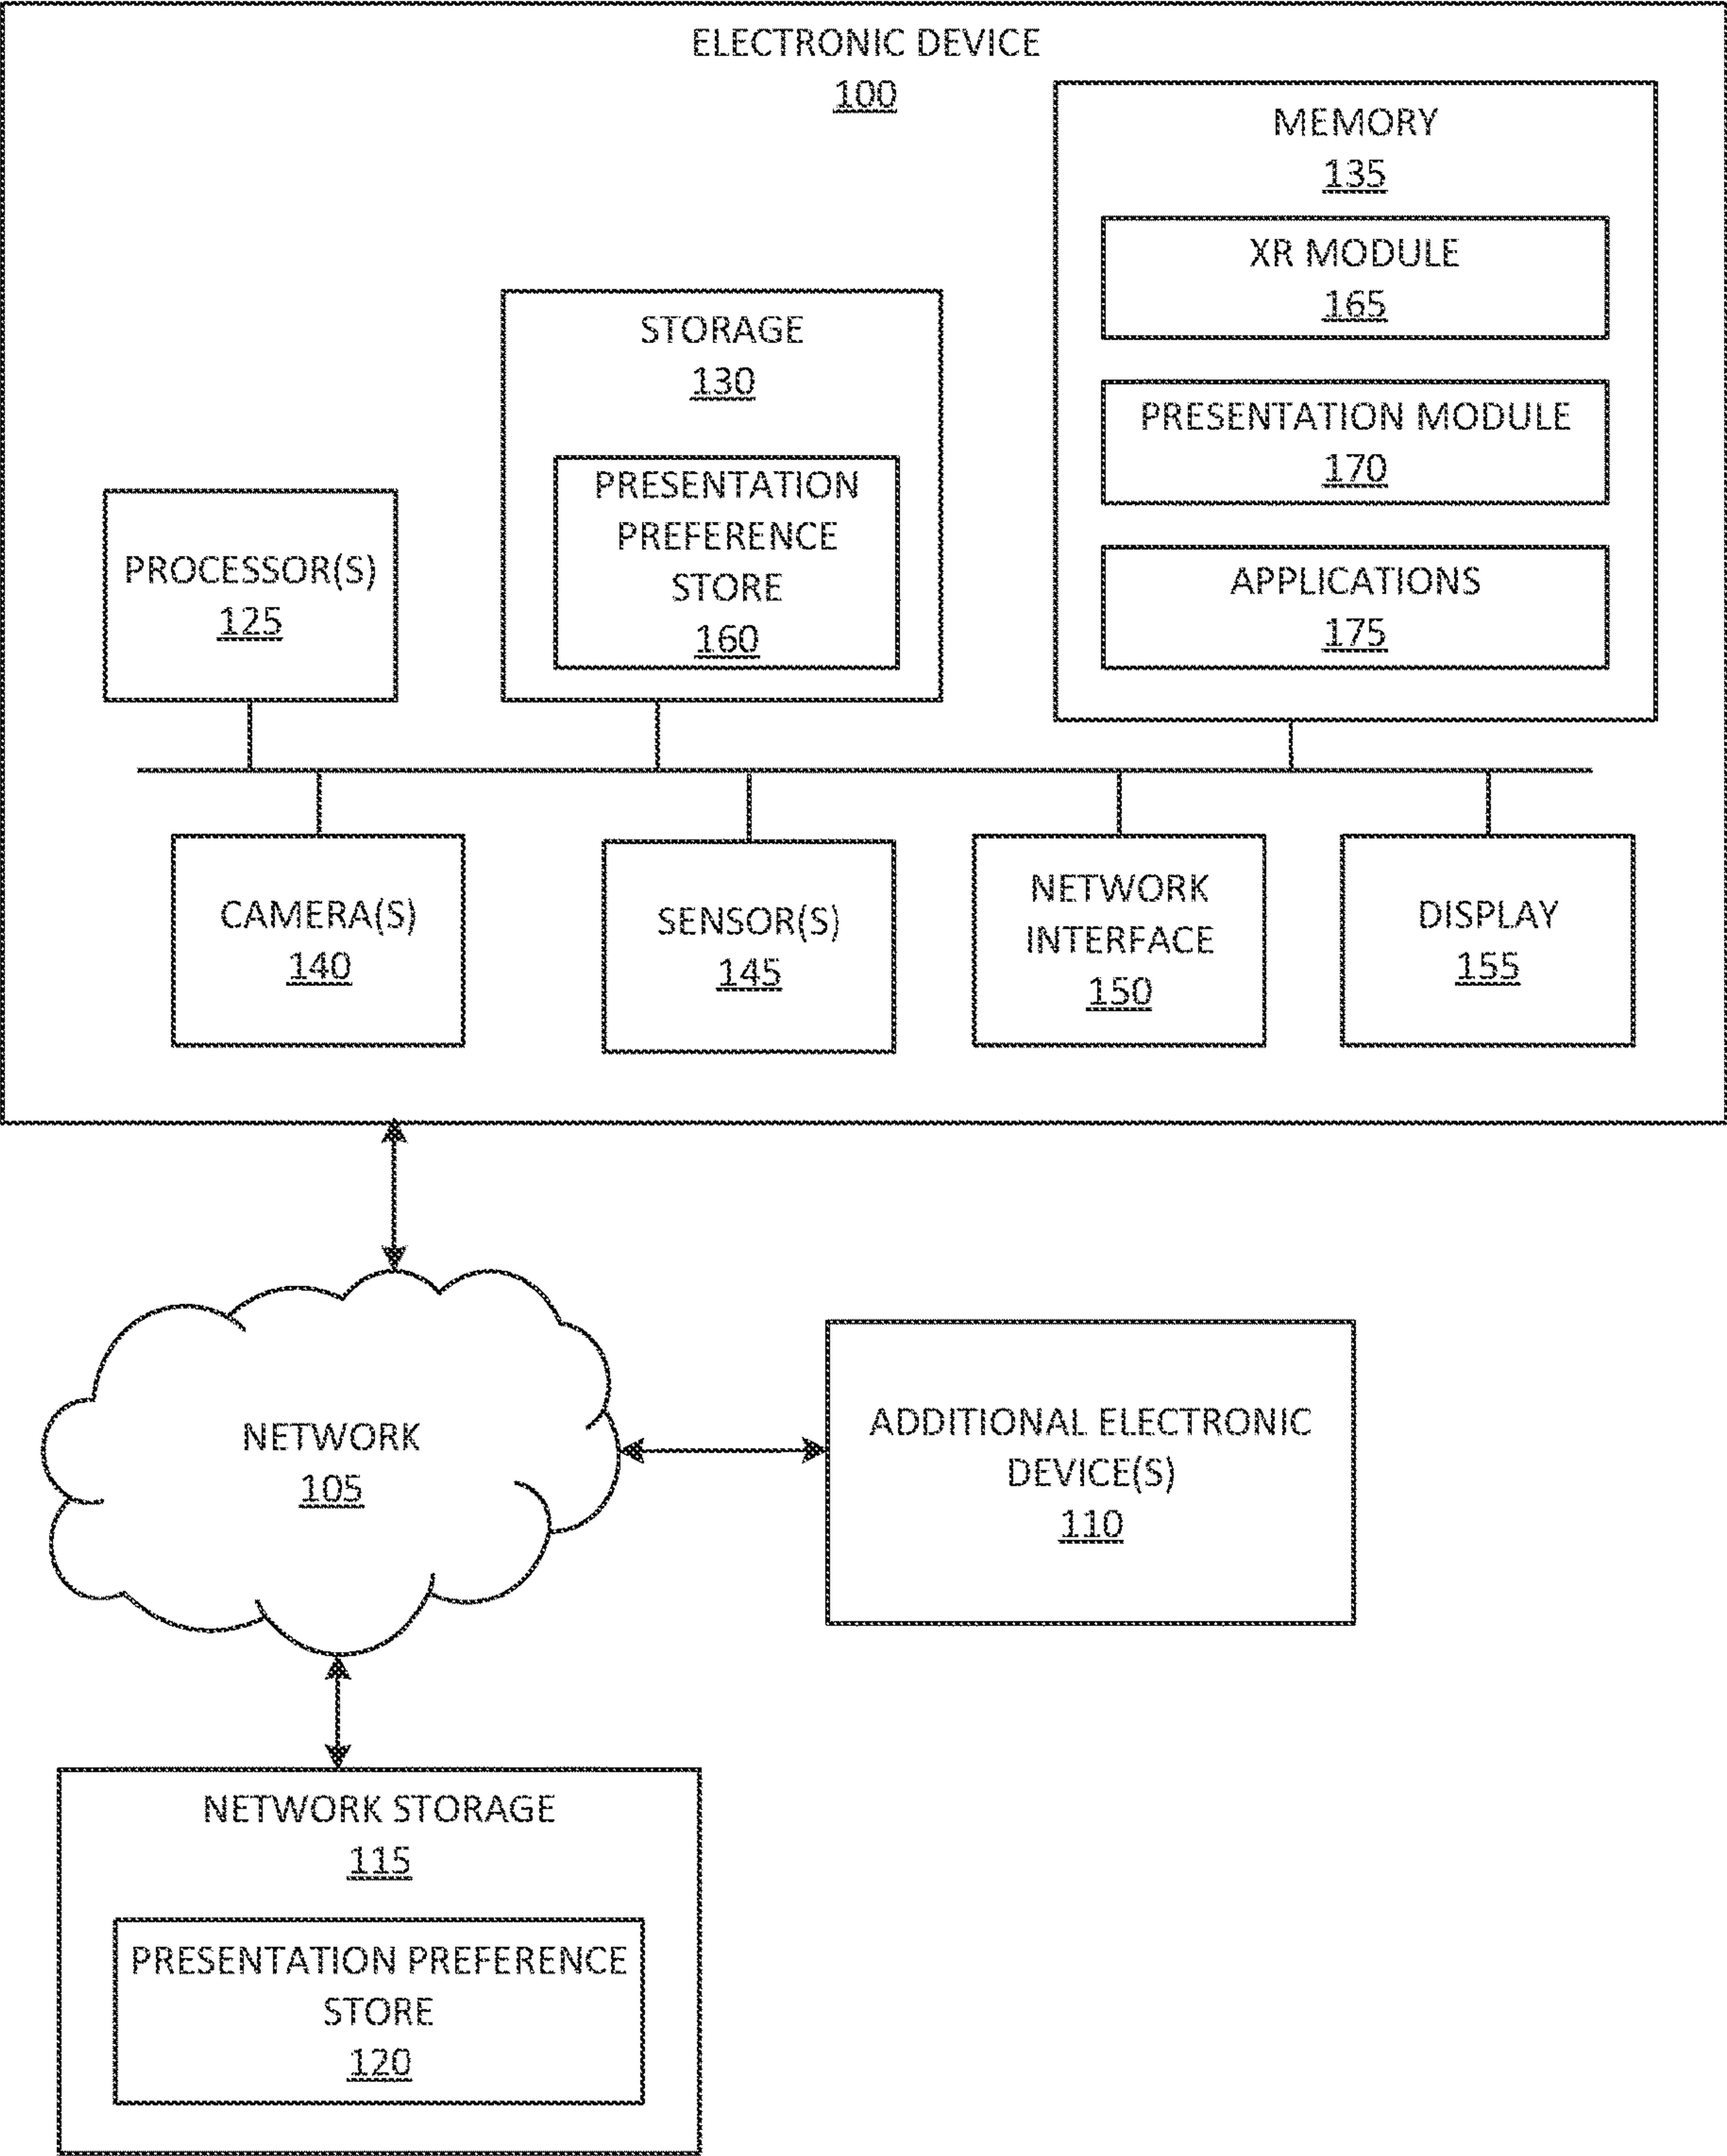 ELECTRONIC DEVICE
100
MEMORY
135
XR MODULE
165
PRESENTATION MODULE
170
APPLICATIONS
175
STORAGE
130
PRESENTATION
PREFERENCE
STORE
160
PROCESSOR(S)
125
CAMERA(S)
140
SENSOR(S)
145
NETWORK
INTERFACE
150
DISPLAY
155
NETWORK
105
ADDITIONAL ELECTRONIC
DEVICE(S)
110
NETWORK STORAGE
115
PRESENTATION PREFERENCE
STORE
120